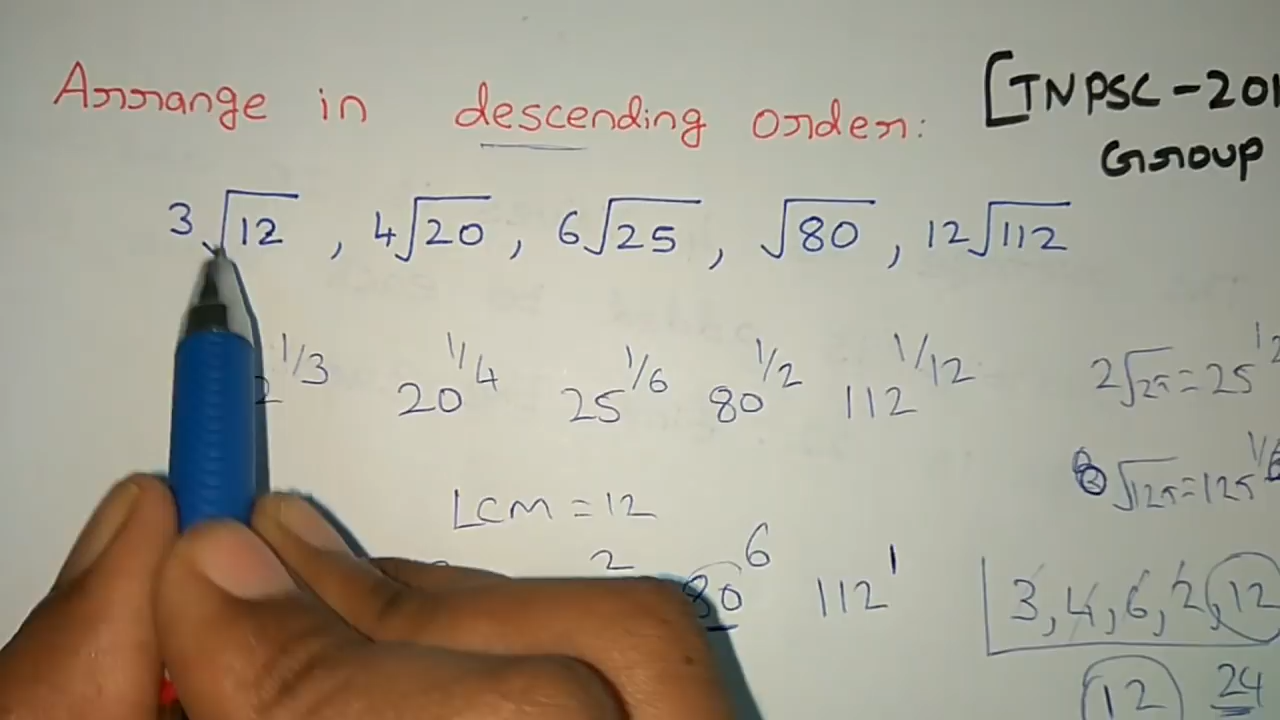 Arrange in descending order:
[TNPSC-201
Group
3√12 , 4√20 , 6√25 , √80 , 12√112
1/3 20^1/4 25^1/6 80^1/2 112^1/12
2√25=25^1/2
√125=125^1/6
LCM = 12
2 80^6 112^1
3, 4, 6, 2, 12
12 24